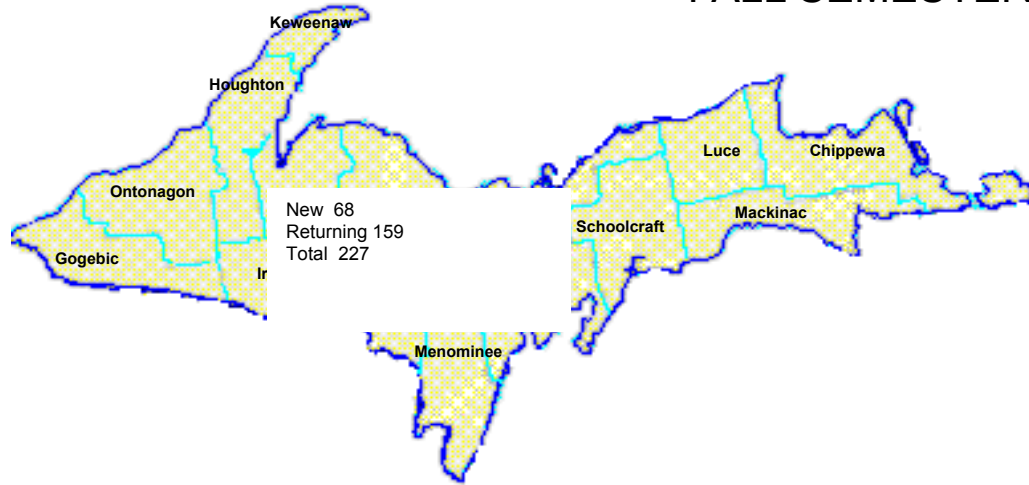 Keweenaw
Houghton
Luce
Chippewa
Ontonagon
Mackinac
New 68
Returning 159
Total 227
Schoolcraft
Gogebic
Menominee